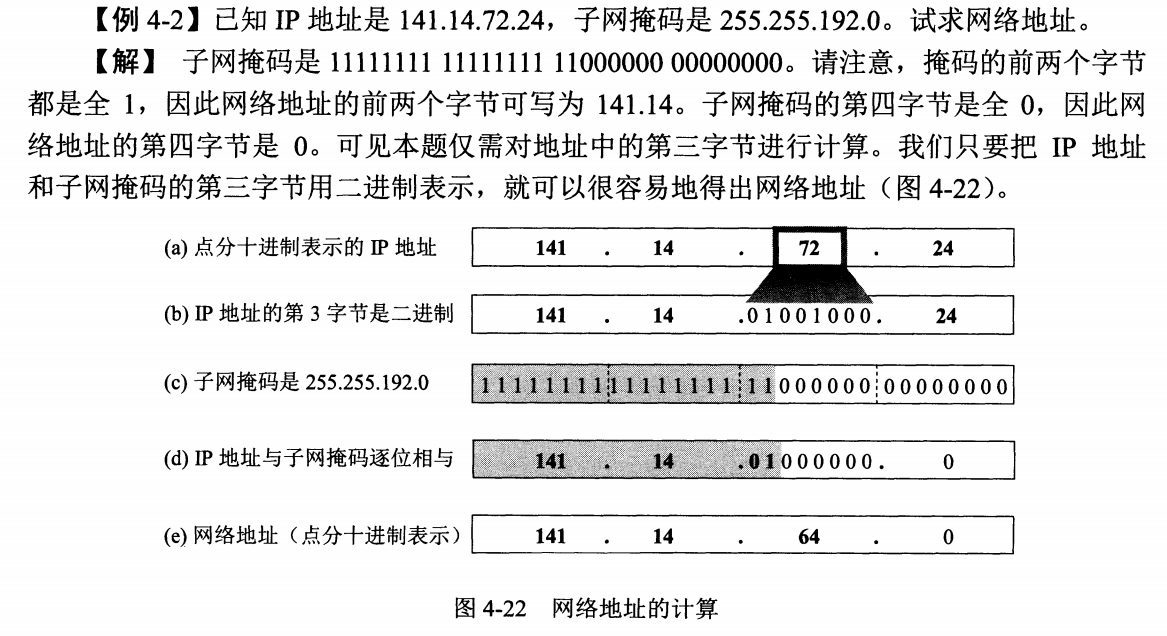 【例 4-2】已知 IP 地址是 141.14.72.24，子网掩码是 255.255.192.0。试求网络地址。
【解】 子网掩码是 11111111 11111111 11000000 00000000。请注意，掩码的前两个字节
都是全 1，因此网络地址的前两个字节可写为 141.14。子网掩码的第四字节是全 0，因此网
络地址的第四字节是 0。可见本题仅需对地址中的第三字节进行计算。我们只要把 IP 地址
和子网掩码的第三字节用二进制表示，就可以很容易地得出网络地址（图 4-22）。
(a) 点分十进制表示的 IP 地址 141 . 14 . 72 . 24
(b) IP 地址的第 3 字节是二进制 141 . 14 .01001000. 24
(c) 子网掩码是 255.255.192.0 11111111 11111111 11000000 00000000
(d) IP 地址与子网掩码逐位相与 141 . 14 .01000000. 0
(e) 网络地址（点分十进制表示） 141 . 14 . 64 . 0
图 4-22 网络地址的计算